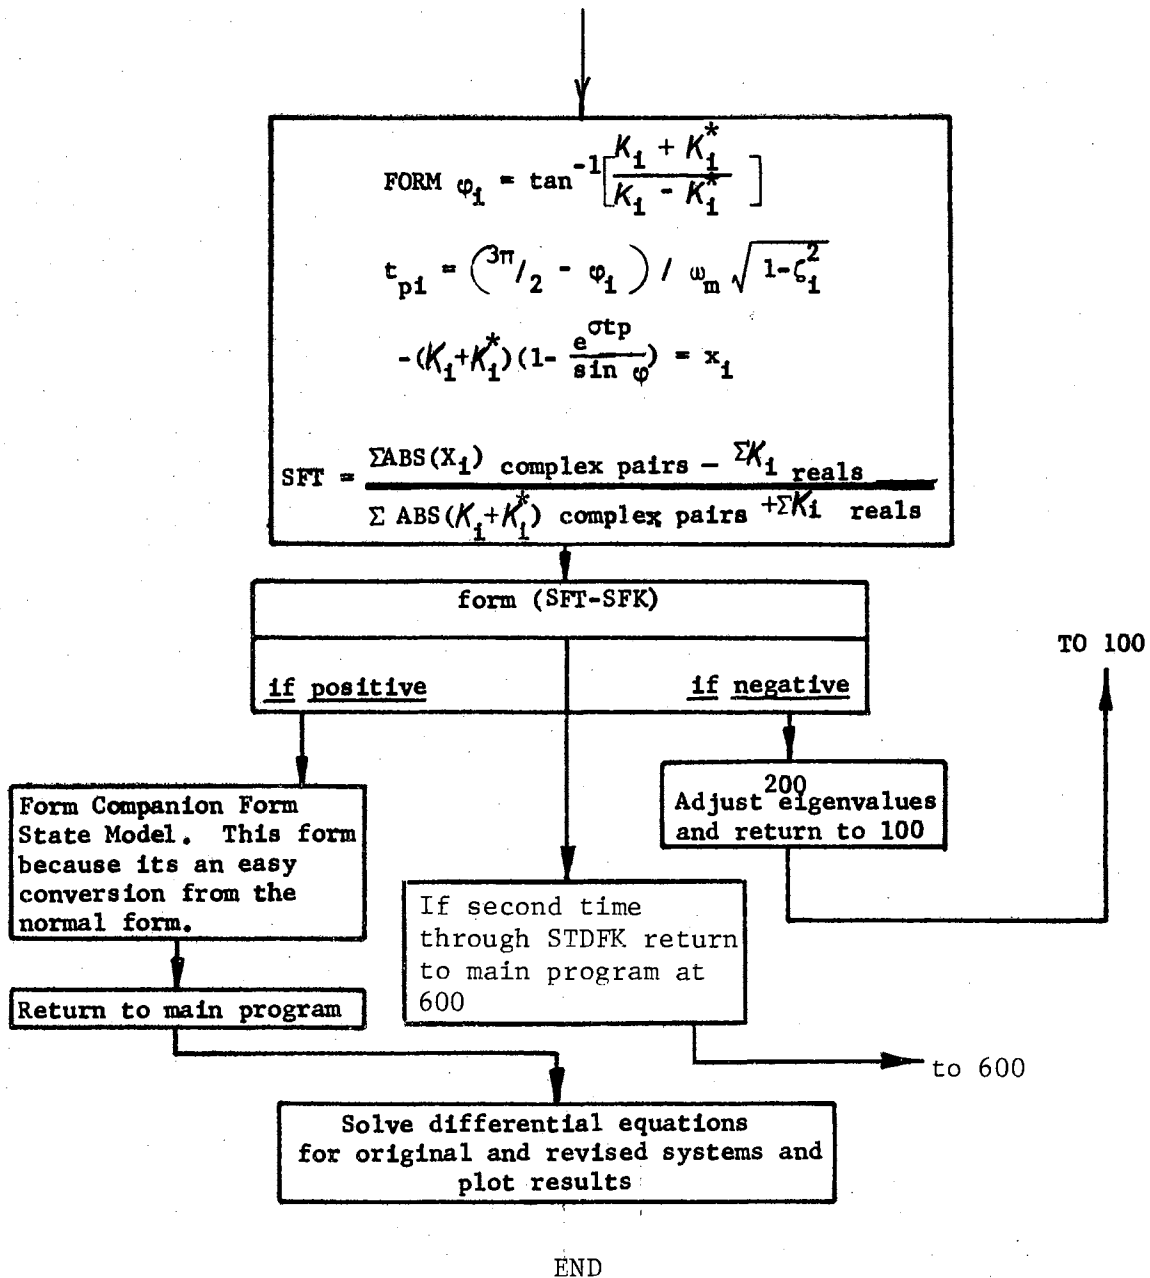 FORM φ_i = tan^-1 [ (K_i + K_i^*) / (K_i - K_i^*) ]
t_pi = (3π/2 - φ_i) / ω_m √(1-ζ_i^2)
-(K_i+K_i^*)(1- e^σtp / sin φ) = x_i
SFT = ΣABS(X_i) complex pairs - ΣK_i reals
Σ ABS(K_i+K_i^*) complex pairs +ΣKi reals
form (SFT-SFK)
if positive
if negative
TO 100
200
Adjust eigenvalues
and return to 100
Form Companion Form
State Model. This form
because its an easy
conversion from the
normal form.
If second time
through STDFK return
to main program at
600
Return to main program
to 600
Solve differential equations
for original and revised systems and
plot results
END